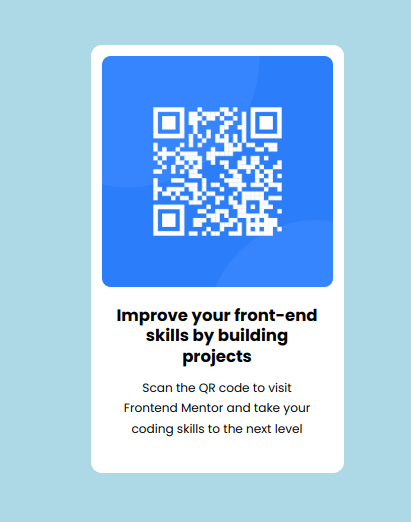 Improve your front-end
skills by building
projects
Scan the QR code to visit
Frontend Mentor and take your
coding skills to the next level